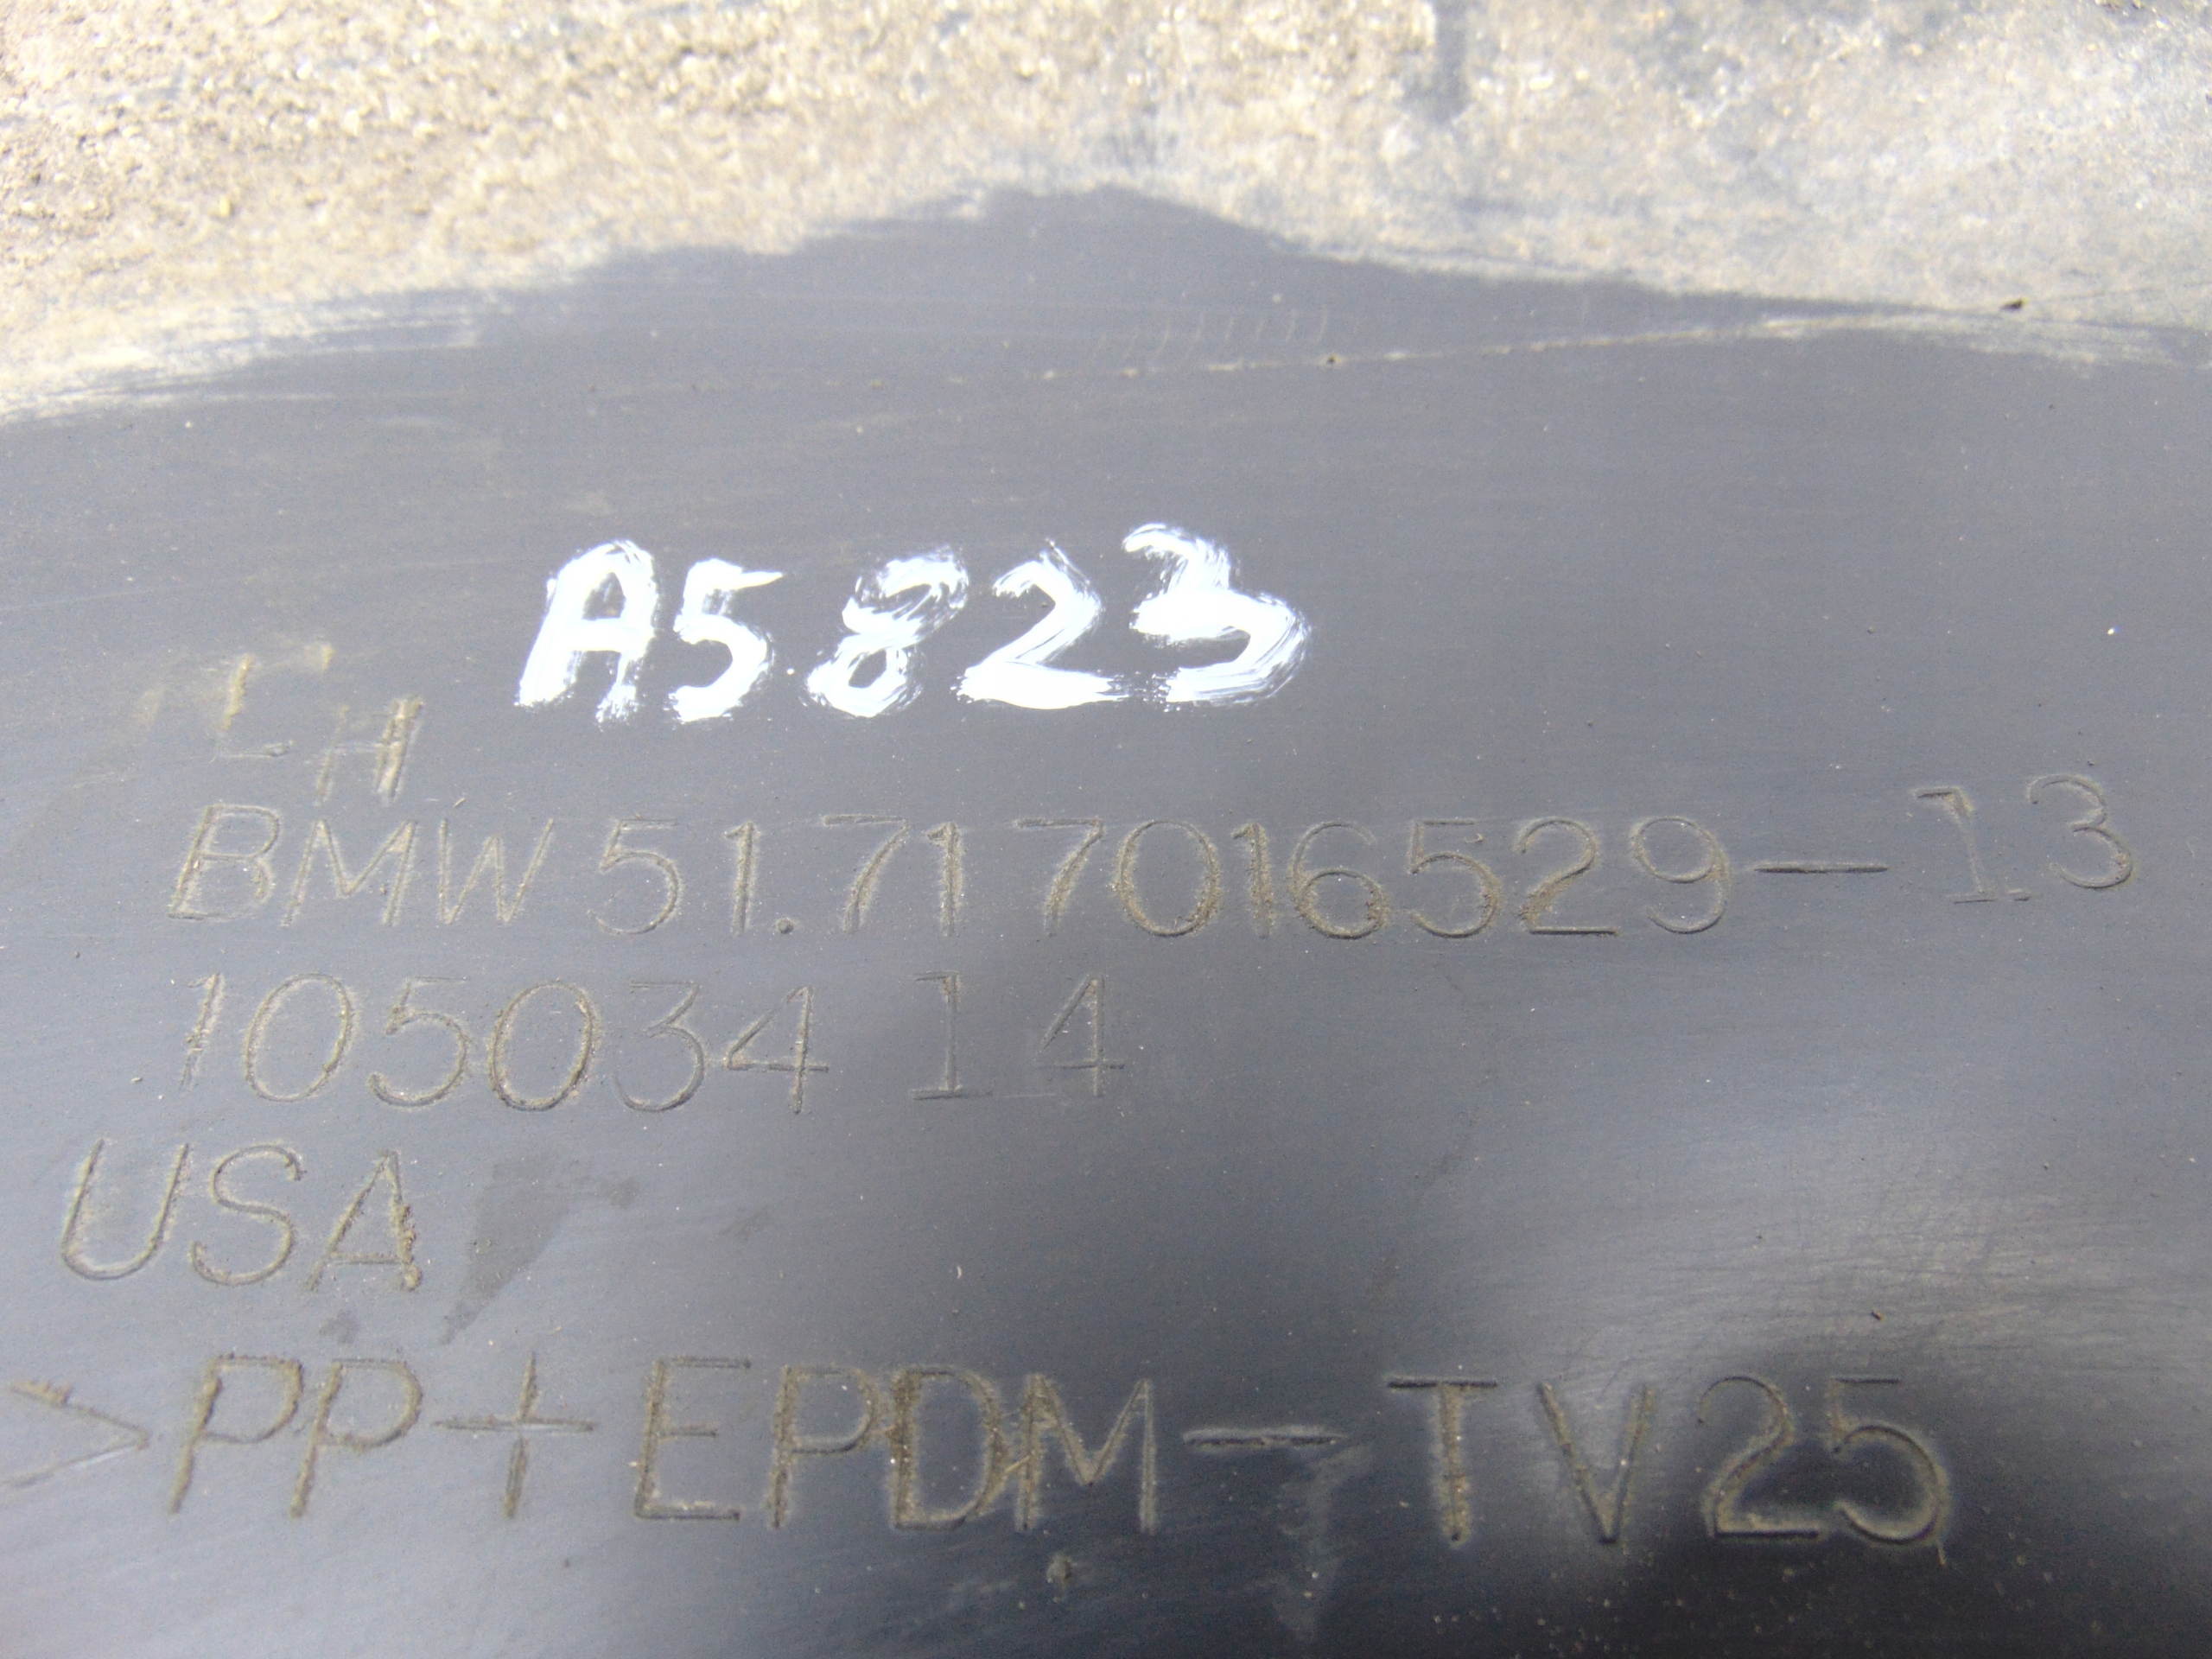 A5823
LH
BMW 51.717016529-13
105034 14
USA
>PP+EPDM-TV25